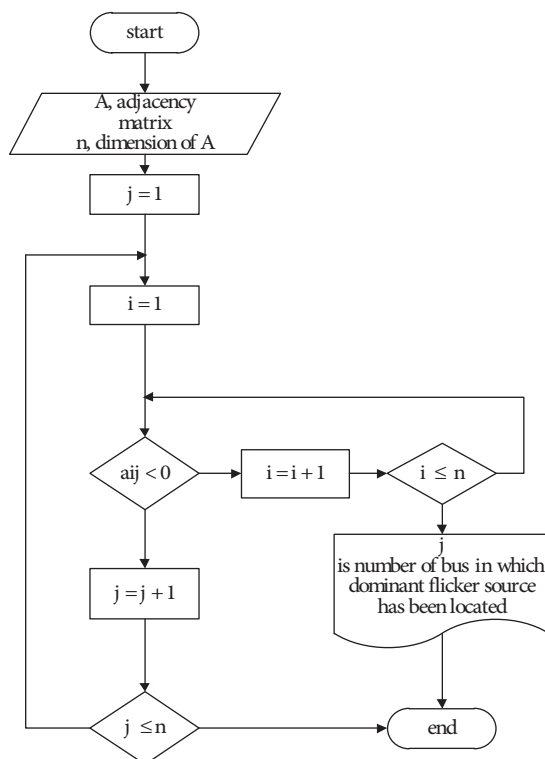 start
A, adjacency
matrix
n, dimension of A
j = 1
i = 1
aij < 0
i = i + 1
i ≤ n
j
is number of bus in which
dominant flicker source
has been located
j = j + 1
j ≤ n
end